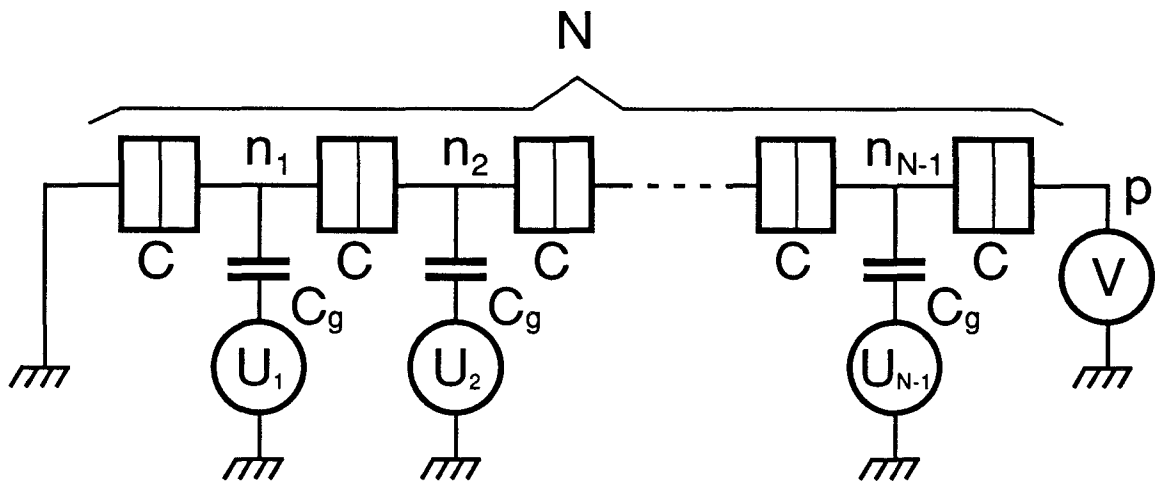 N
n₁ n₂ nN-1 p
C C C C C
Cg Cg Cg V
U₁ U₂ UN-1